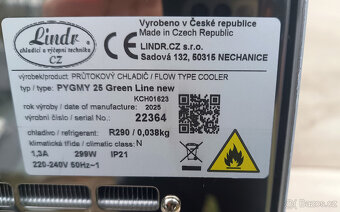 Lindr
chladicí a výčepní technika
CZ
Vyrobeno v České republice
Made in Czech Republic
LINDR.CZ s.r.o.
Sadová 132, 50315 NECHANICE
výrobek/product: PRŮTOKOVÝ CHLADIČ / FLOW TYPE COOLER
typ / type: PYGMY 25 Green Line new
KCH01623
rok výroby / date of manufacture: 2025
výrobní číslo / serial No.: 22364
chladivo / refrigerant: R290 / 0,038kg
klimatická třída / climatic class: N
1,3A 299W IP21
220-240V 50Hz~1
Sbazoš.cz